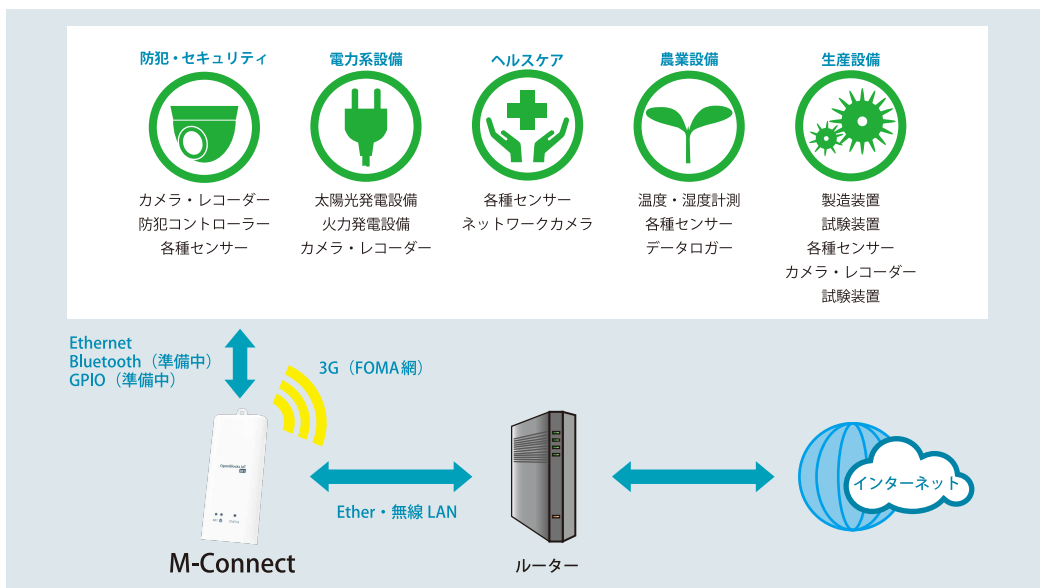 防犯・セキュリティ
カメラ・レコーダー
防犯コントローラー
各種センサー
電力系設備
太陽光発電設備
火力発電設備
カメラ・レコーダー
ヘルスケア
各種センサー
ネットワークカメラ
農業設備
温度・湿度計測
各種センサー
データロガー
生産設備
製造装置
試験装置
各種センサー
カメラ・レコーダー
試験装置
Ethernet
Bluetooth（準備中）
GPIO（準備中）
3G（FOMA網）
OpenBlocks IoT
M-Connect
Ether・無線 LAN
ルーター
インターネット